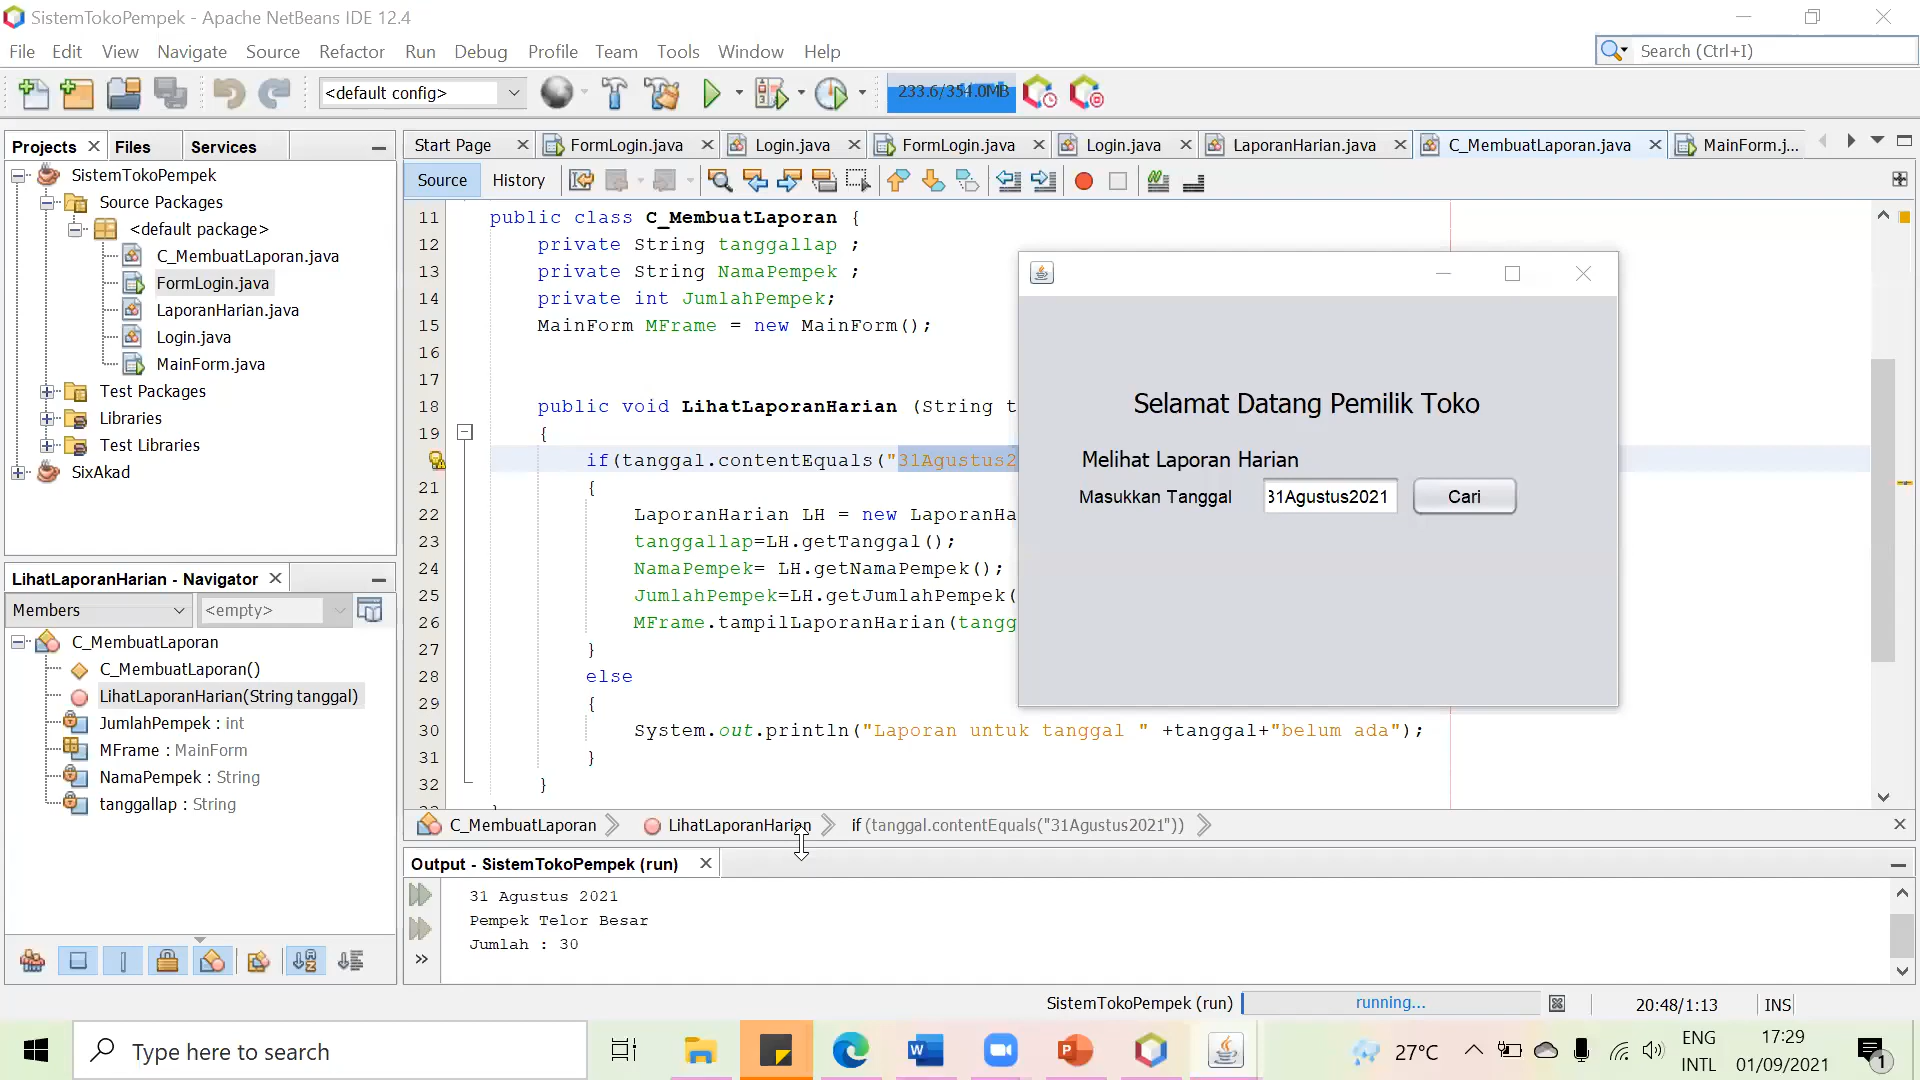 SistemTokoPempek - Apache NetBeans IDE 12.4
File Edit View Navigate Source Refactor Run Debug Profile Team Tools Window Help
Search (Ctrl+I)
<default config>
233.6/354.0MB
Projects Files Services
Start Page FormLogin.java Login.java FormLogin.java Login.java LaporanHarian.java C_MembuatLaporan.java MainForm.j...
Source History
SistemTokoPempek
Source Packages
<default package>
C_MembuatLaporan.java
FormLogin.java
LaporanHarian.java
Login.java
MainForm.java
Test Packages
Libraries
Test Libraries
SixAkad
11 public class C_MembuatLaporan {
12 private String tanggallap ;
13 private String NamaPempek ;
14 private int JumlahPempek;
15 MainForm MFrame = new MainForm();
16
17
18 public void LihatLaporanHarian (String t
19 {
if(tanggal.contentEquals("31Agustus2
21 {
22 LaporanHarian LH = new LaporanHa
23 tanggallap=LH.getTanggal();
24 NamaPempek= LH.getNamaPempek();
25 JumlahPempek=LH.getJumlahPempek(
26 MFrame.tampilLaporanHarian(tangg
27 }
28 else
29 {
30 System.out.println("Laporan untuk tanggal " +tanggal+"belum ada");
31 }
32 }
Selamat Datang Pemilik Toko
Melihat Laporan Harian
Masukkan Tanggal 31Agustus2021 Cari
LihatLaporanHarian - Navigator
Members <empty>
C_MembuatLaporan
C_MembuatLaporan()
LihatLaporanHarian(String tanggal)
JumlahPempek : int
MFrame : MainForm
NamaPempek : String
tanggallap : String
C_MembuatLaporan LihatLaporanHarian if (tanggal.contentEquals("31Agustus2021"))
Output - SistemTokoPempek (run)
31 Agustus 2021
Pempek Telor Besar
Jumlah : 30
SistemTokoPempek (run) running... 20:48/1:13 INS
Type here to search
27°C
ENG
INTL
17:29
01/09/2021
1